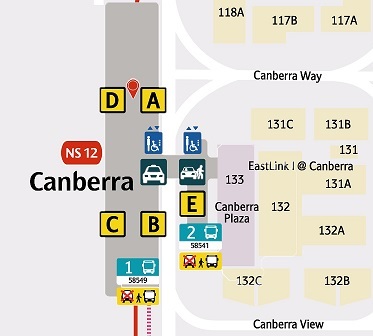 118A
117B
117A
Canberra Way
D
A
131C
131B
NS 12
131
EastLink I @ Canberra
133
131A
Canberra
E
Canberra
Plaza
132
C
B
132A
2
58541
1
58549
132C
132B
Canberra View